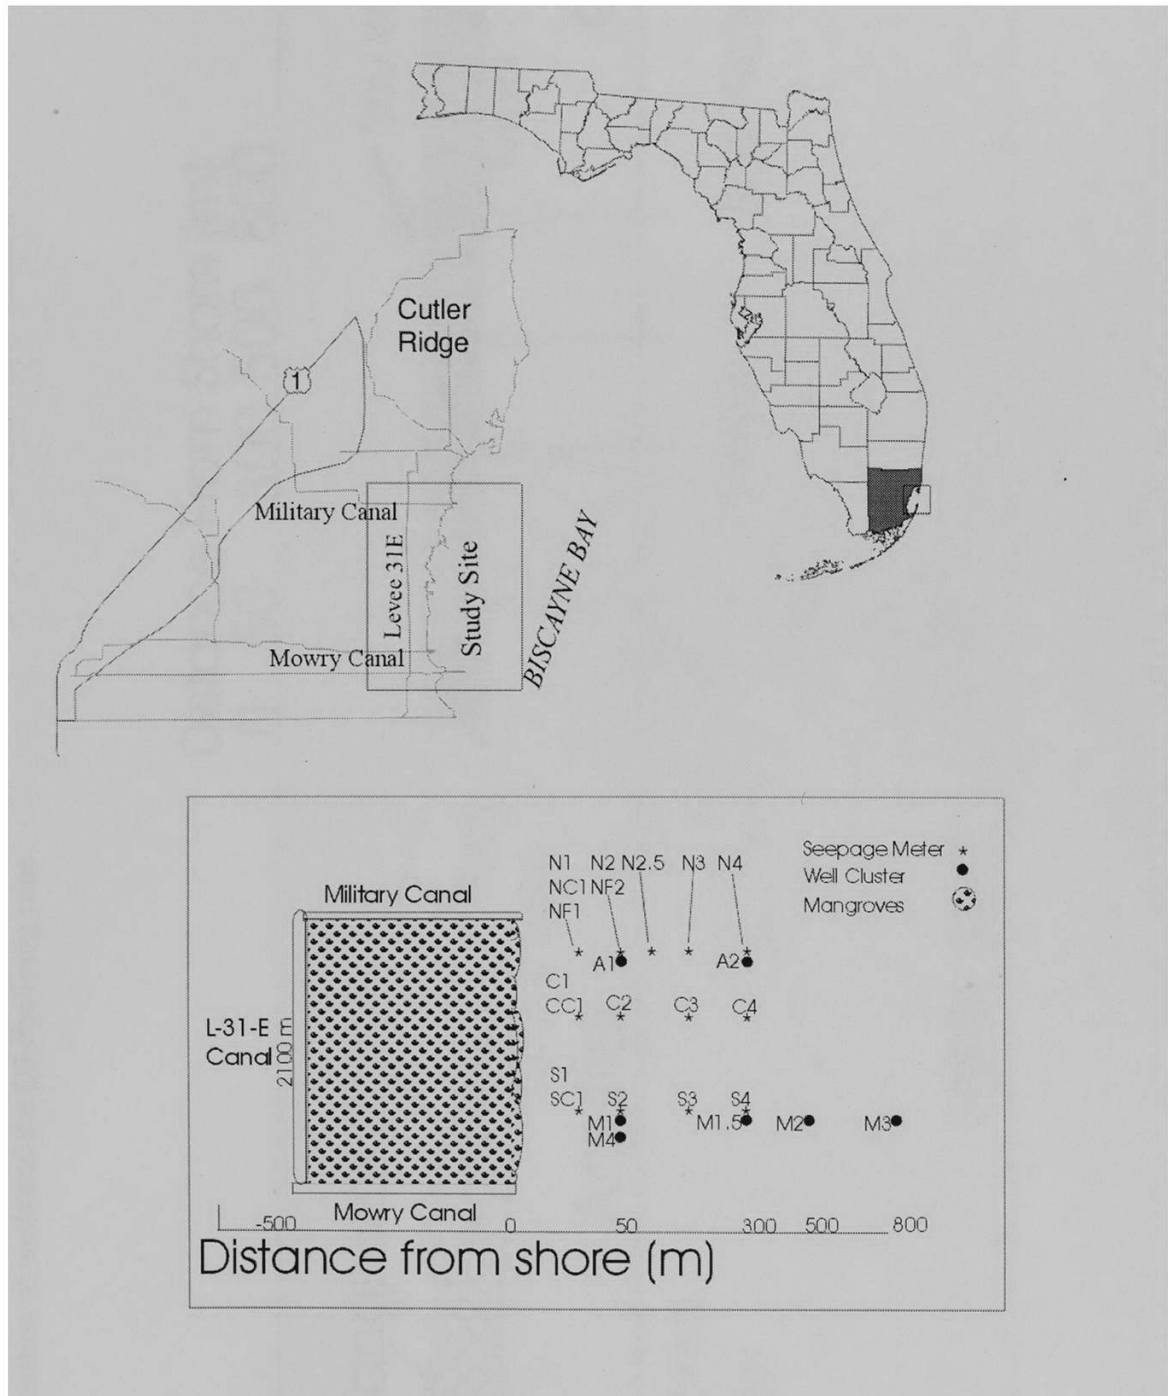 Cutler
Ridge
1
Military Canal
Levee 31E
Study Site
BISCAYNE BAY
Mowry Canal
Seepage Meter *
Well Cluster
Mangroves
N1 N2 N2.5 N3 N4
NC1 NF2
NF1
Military Canal
A1 A2
C1
CC1 C2 C3 C4
L-31-E
Canal
2100 m
S1
SC1 S2 S3 S4
M1 M1.5 M2 M3
M4
Mowry Canal
-500 0 50 300 500 800
Distance from shore (m)